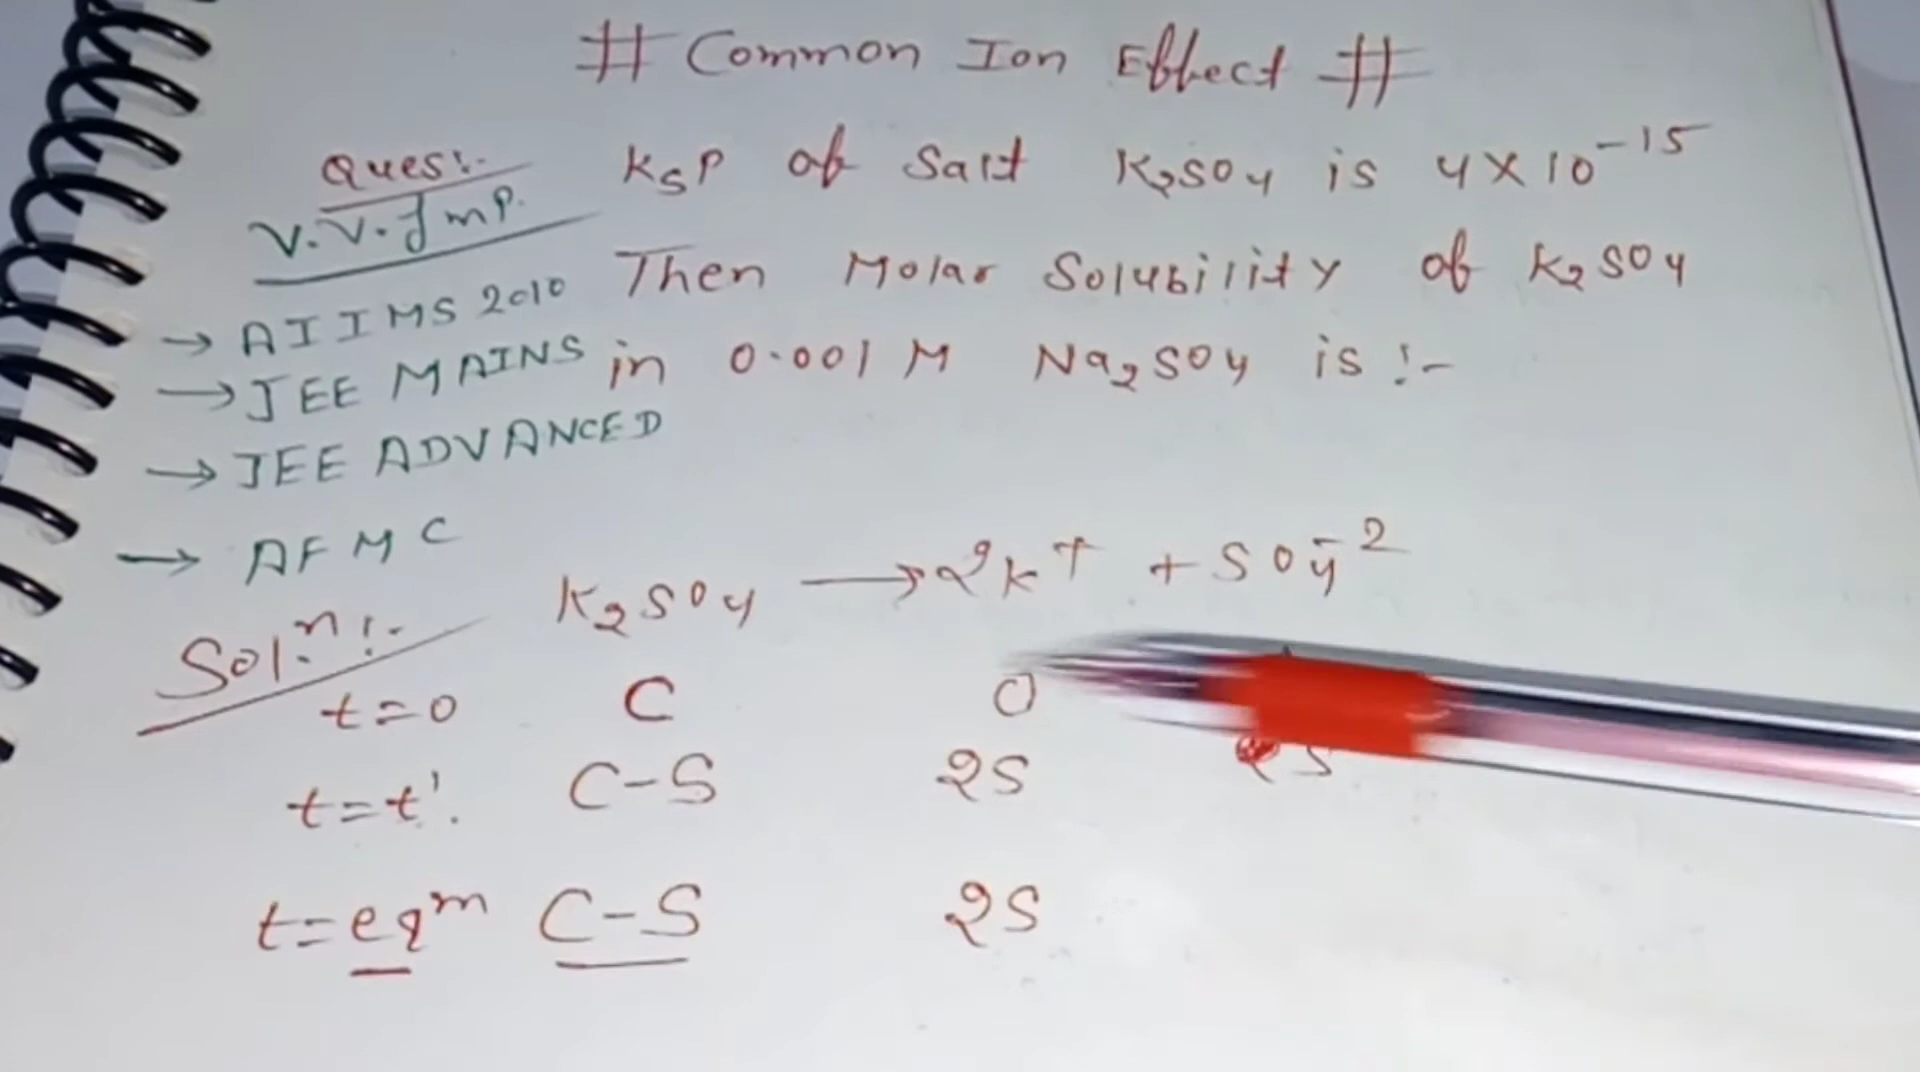 # Common Ion Effect #
Ques:- Ksp of Salt K₂SO₄ is 4×10⁻¹⁵
V.V.Imp.
Then Molar Solubility of K₂SO₄
→ AIIMS 2010
in 0.001 M Na₂SO₄ is :-
→ JEE MAINS
→ JEE ADVANCED
→ AFMC
K₂SO₄ → 2K⁺ + SO₄⁻²
Sol.ⁿ:-
t=0 C 0
t=t'. C-S 2S S
t=eqᵐ C-S 2S